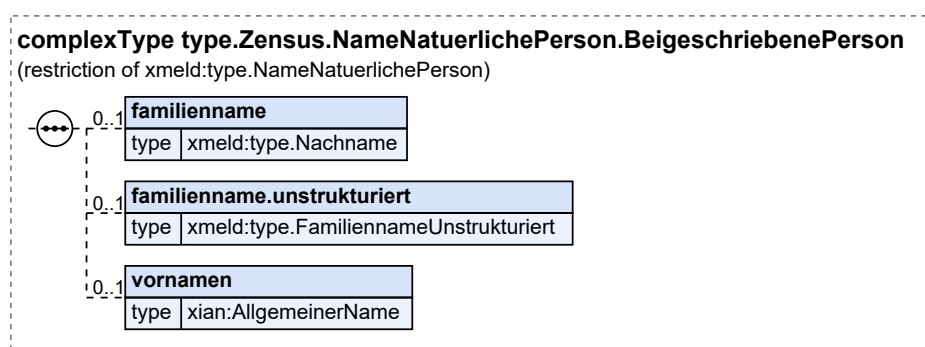 complexType type.Zensus.NameNatuerlichePerson.BeigeschriebenePerson
(restriction of xmeld:type.NameNatuerlichePerson)
0..1 familienname
type xmeld:type.Nachname
0..1 familienname.unstrukturiert
type xmeld:type.FamiliennameUnstrukturiert
0..1 vornamen
type xian:AllgemeinerName